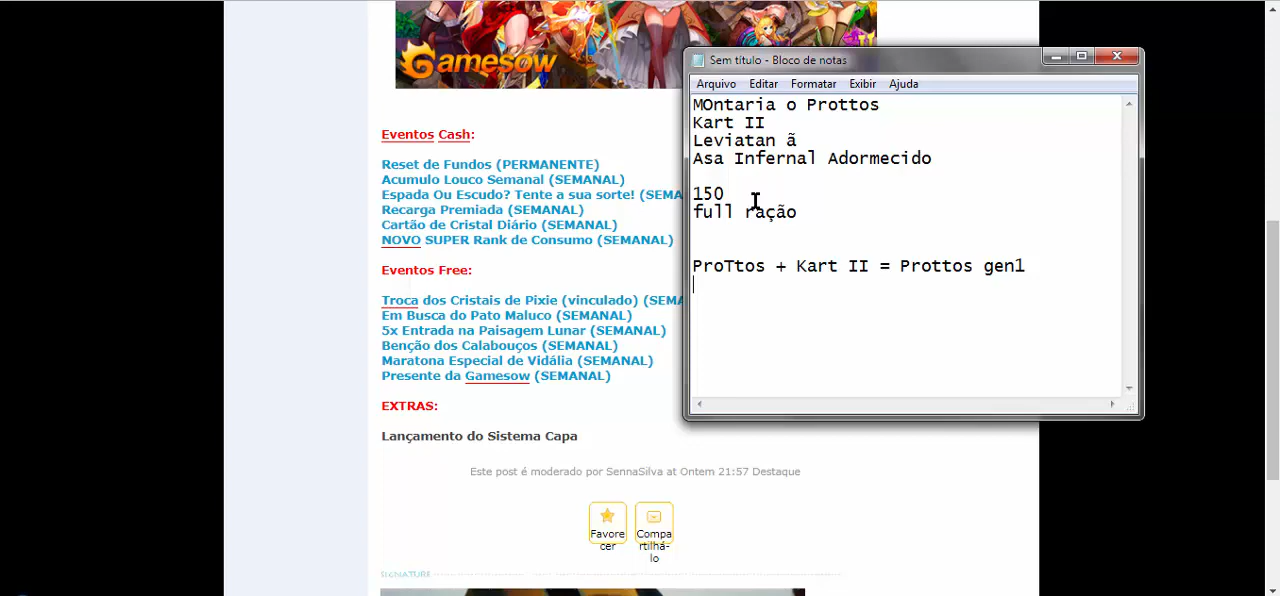 Gamesow
Eventos Cash:
Reset de Fundos (PERMANENTE)
Acumulo Louco Semanal (SEMANAL)
Espada Ou Escudo? Tente a sua sorte! (SEMA
Recarga Premiada (SEMANAL)
Cartão de Cristal Diário (SEMANAL)
NOVO SUPER Rank de Consumo (SEMANAL)
Eventos Free:
Troca dos Cristais de Pixie (vinculado) (SEM
Em Busca do Pato Maluco (SEMANAL)
5x Entrada na Paisagem Lunar (SEMANAL)
Benção dos Calabouços (SEMANAL)
Maratona Especial de Vidália (SEMANAL)
Presente da Gamesow (SEMANAL)
EXTRAS:
Lançamento do Sistema Capa
Este post é moderado por SennaSilva at Ontem 21:57 Destaque
Favore
cer
Compa
rtilhá-
lo
SIGNATURE
Sem título - Bloco de notas
Arquivo Editar Formatar Exibir Ajuda
MOntaria o Prottos
Kart II
Leviatan ã
Asa Infernal Adormecido
150
full ração
ProTtos + Kart II = Prottos gen1